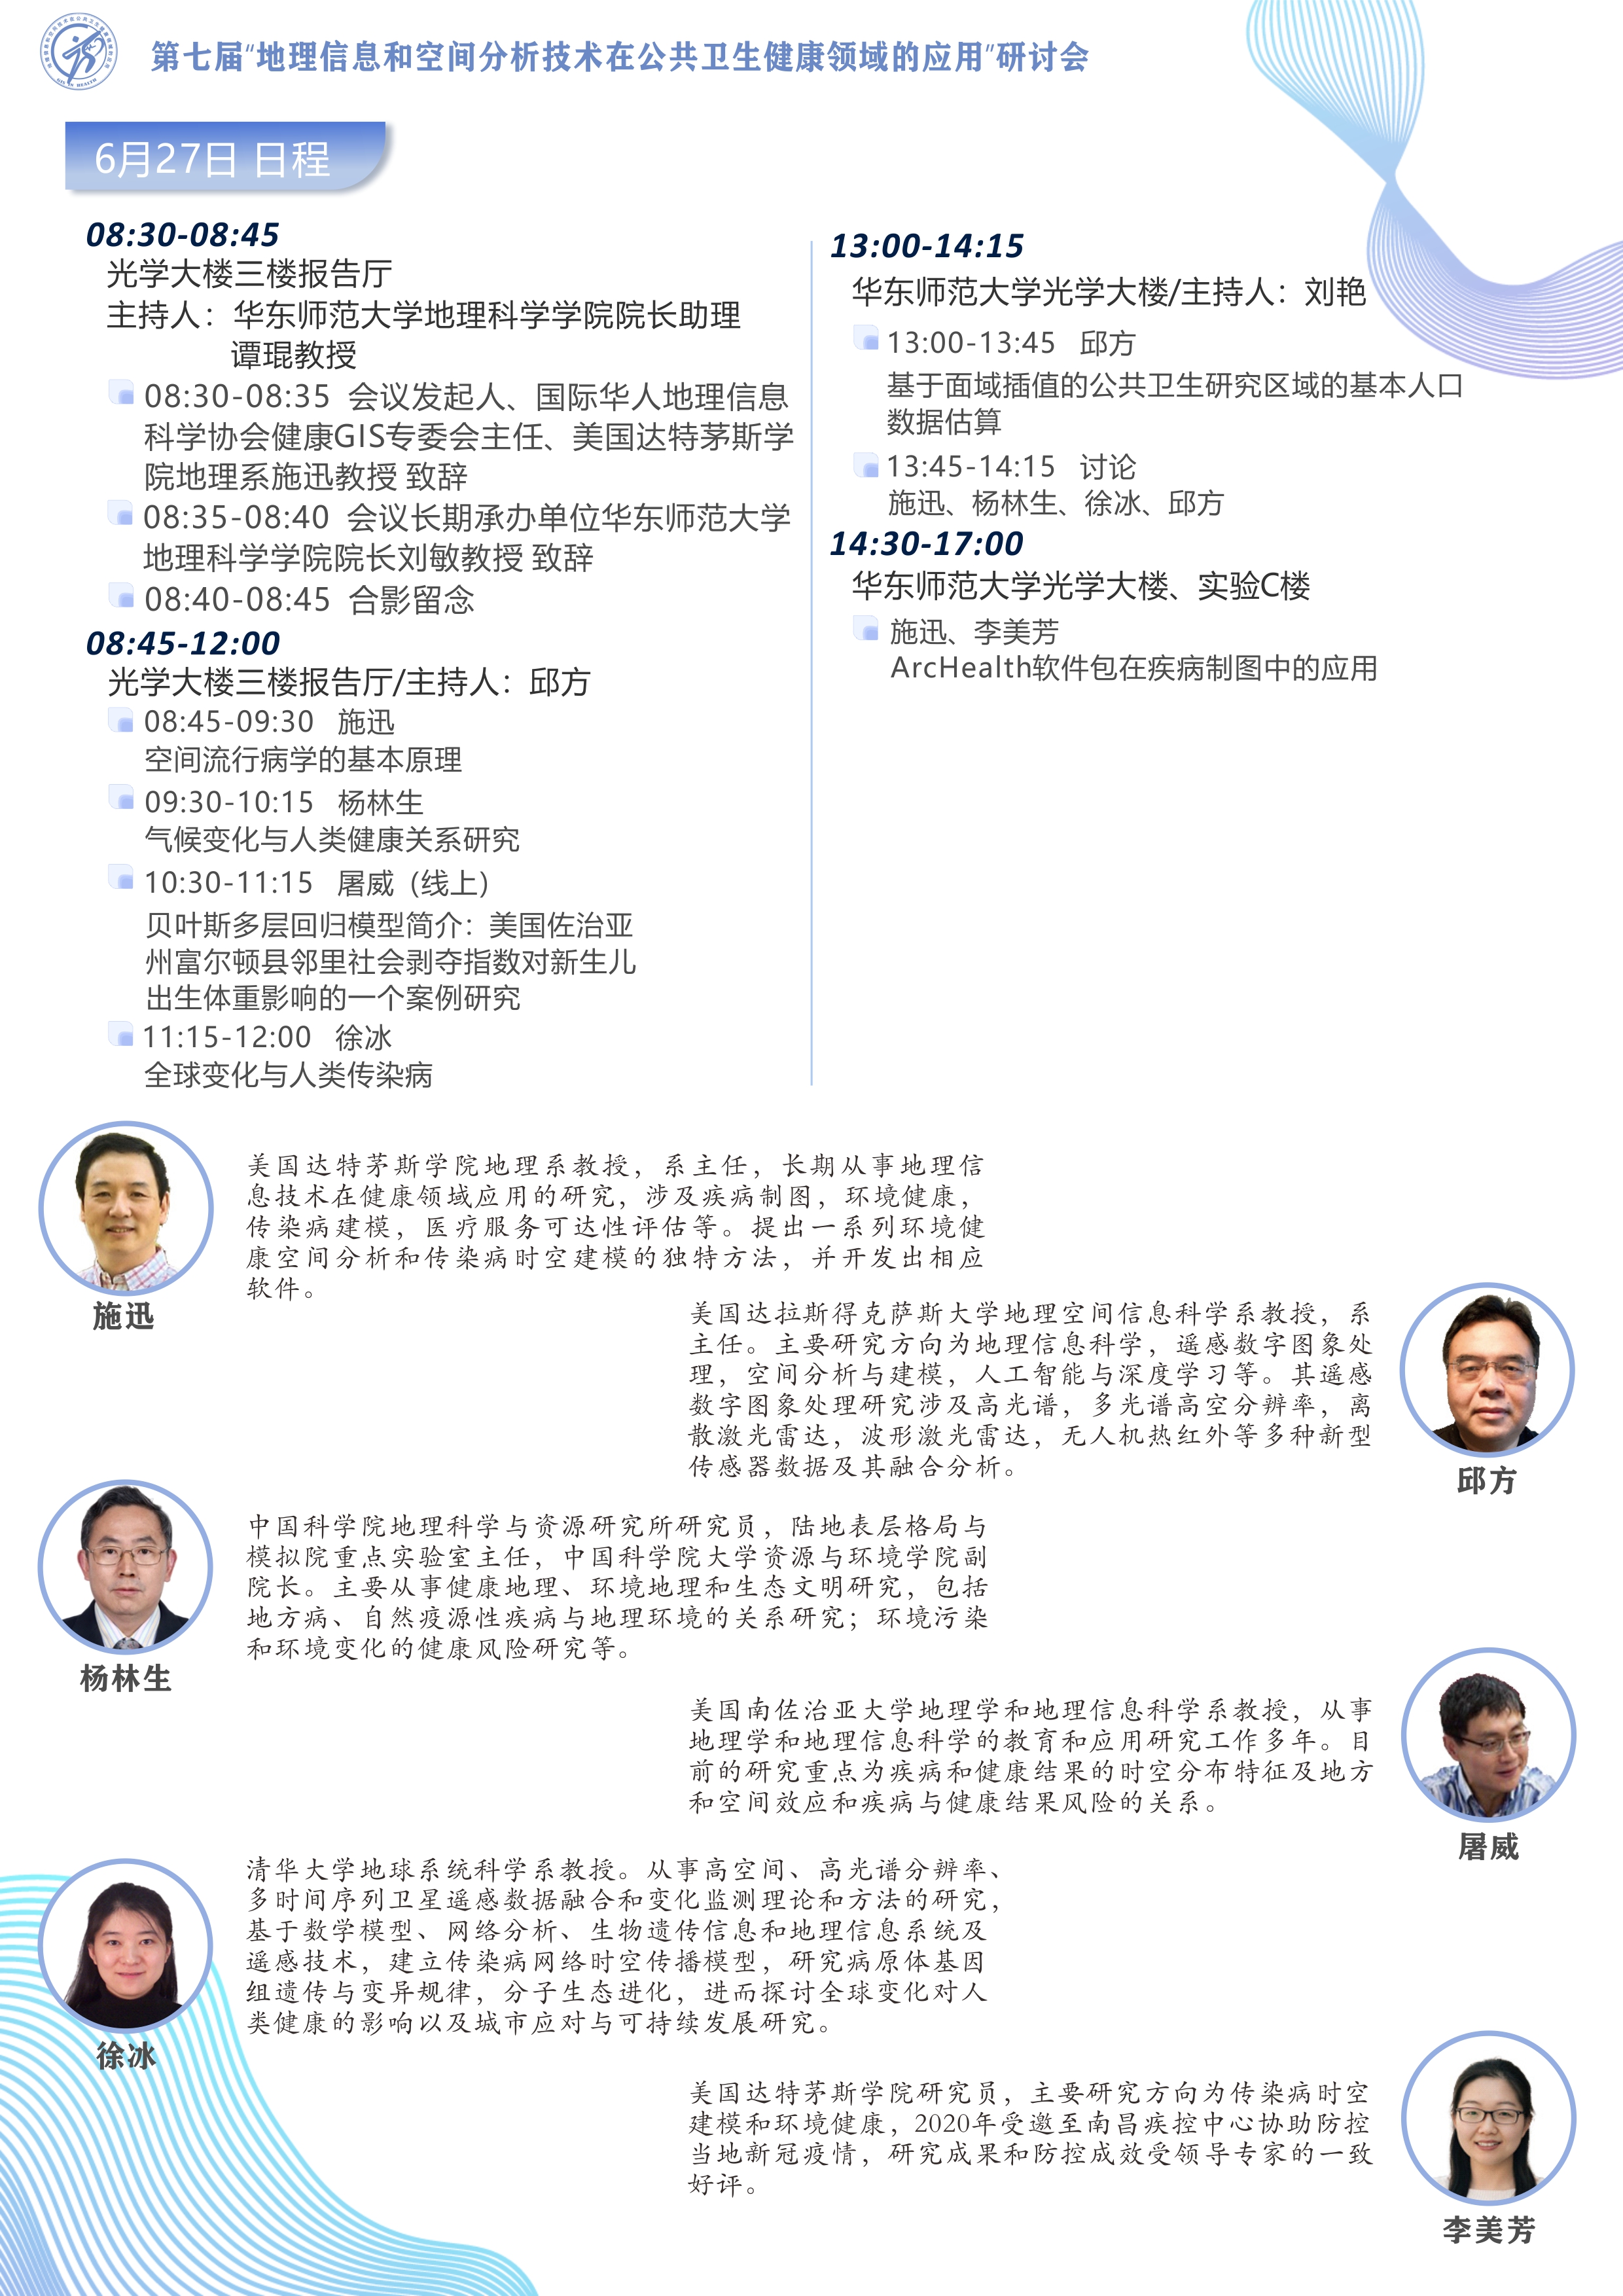 第七届“地理信息和空间分析技术在公共卫生健康领域的应用”研讨会
6月27日 日程
08:30-08:45
光学大楼三楼报告厅
主持人：华东师范大学地理科学学院院长助理
谭琨教授
08:30-08:35 会议发起人、国际华人地理信息
科学协会健康GIS专委会主任、美国达特茅斯学
院地理系施迅教授 致辞
08:35-08:40 会议长期承办单位华东师范大学
地理科学学院院长刘敏教授 致辞
08:40-08:45 合影留念
08:45-12:00
光学大楼三楼报告厅/主持人：邱方
08:45-09:30 施迅
空间流行病学的基本原理
09:30-10:15 杨林生
气候变化与人类健康关系研究
10:30-11:15 屠威（线上）
贝叶斯多层回归模型简介：美国佐治亚
州富尔顿县邻里社会剥夺指数对新生儿
出生体重影响的一个案例研究
11:15-12:00 徐冰
全球变化与人类传染病
13:00-14:15
华东师范大学光学大楼/主持人：刘艳
13:00-13:45 邱方
基于面域插值的公共卫生研究区域的基本人口
数据估算
13:45-14:15 讨论
施迅、杨林生、徐冰、邱方
14:30-17:00
华东师范大学光学大楼、实验C楼
施迅、李美芳
ArcHealth软件包在疾病制图中的应用
美国达特茅斯学院地理系教授，系主任，长期从事地理信
息技术在健康领域应用的研究，涉及疾病制图，环境健康，
传染病建模，医疗服务可达性评估等。提出一系列环境健
康空间分析和传染病时空建模的独特方法，并开发出相应
软件。
施迅
美国达拉斯得克萨斯大学地理空间信息科学系教授，系
主任。主要研究方向为地理信息科学，遥感数字图象处
理，空间分析与建模，人工智能与深度学习等。其遥感
数字图象处理研究涉及高光谱，多光谱高空分辨率，离
散激光雷达，波形激光雷达，无人机热红外等多种新型
传感器数据及其融合分析。
邱方
中国科学院地理科学与资源研究所研究员，陆地表层格局与
模拟院重点实验室主任，中国科学院大学资源与环境学院副
院长。主要从事健康地理、环境地理和生态文明研究，包括
地方病、自然疫源性疾病与地理环境的关系研究；环境污染
和环境变化的健康风险研究等。
杨林生
美国南佐治亚大学地理学和地理信息科学系教授，从事
地理学和地理信息科学的教育和应用研究工作多年。目
前的研究重点为疾病和健康结果的时空分布特征及地方
和空间效应和疾病与健康结果风险的关系。
屠威
清华大学地球系统科学系教授。从事高空间、高光谱分辨率、
多时间序列卫星遥感数据融合和变化监测理论和方法的研究，
基于数学模型、网络分析、生物遗传信息和地理信息系统及
遥感技术，建立传染病网络时空传播模型，研究病原体基因
组遗传与变异规律，分子生态进化，进而探讨全球变化对人
类健康的影响以及城市应对与可持续发展研究。
徐冰
美国达特茅斯学院研究员，主要研究方向为传染病时空
建模和环境健康，2020年受邀至南昌疾控中心协助防控
当地新冠疫情，研究成果和防控成效受领导专家的一致
好评。
李美芳